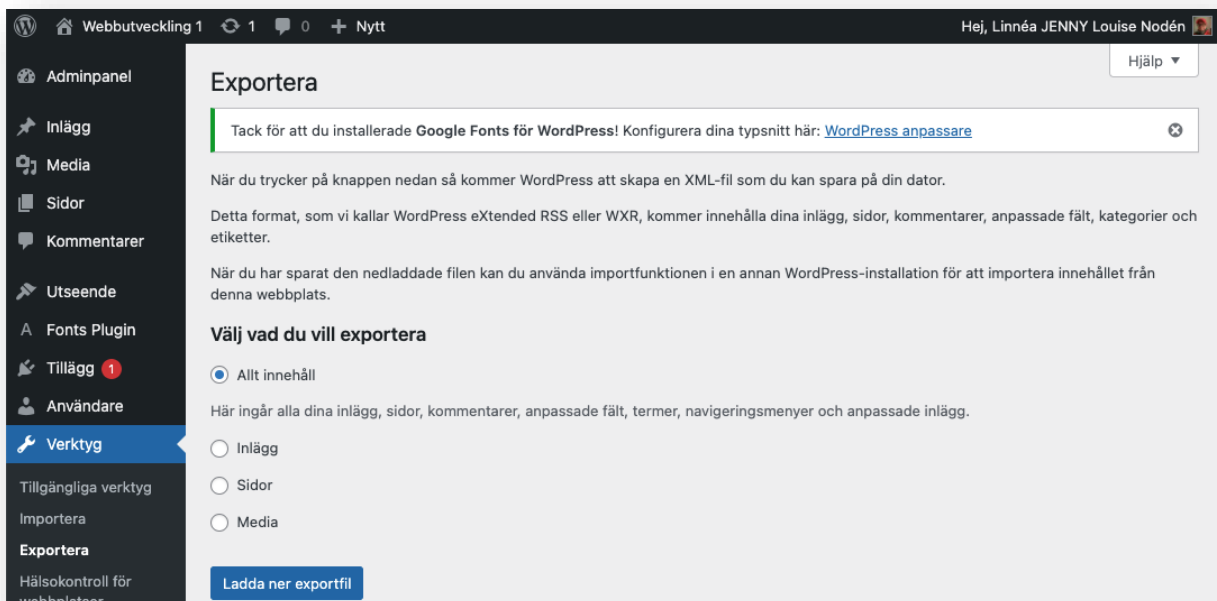 Webbutveckling 1 1 0 + Nytt Hej, Linnéa JENNY Louise Nodén
Hjälp ▼
Adminpanel
Inlägg
Media
Sidor
Kommentarer
Utseende
A Fonts Plugin
Tillägg 1
Användare
Verktyg
Tillgängliga verktyg
Importera
Exportera
Hälsokontroll för
webbplatser
Exportera
Tack för att du installerade Google Fonts för WordPress! Konfigurera dina typsnitt här: WordPress anpassare
När du trycker på knappen nedan så kommer WordPress att skapa en XML-fil som du kan spara på din dator.
Detta format, som vi kallar WordPress eXtended RSS eller WXR, kommer innehålla dina inlägg, sidor, kommentarer, anpassade fält, kategorier och
etiketter.
När du har sparat den nedladdade filen kan du använda importfunktionen i en annan WordPress-installation för att importera innehållet från
denna webbplats.
Välj vad du vill exportera
Allt innehåll
Här ingår alla dina inlägg, sidor, kommentarer, anpassade fält, termer, navigeringsmenyer och anpassade inlägg.
Inlägg
Sidor
Media
Ladda ner exportfil